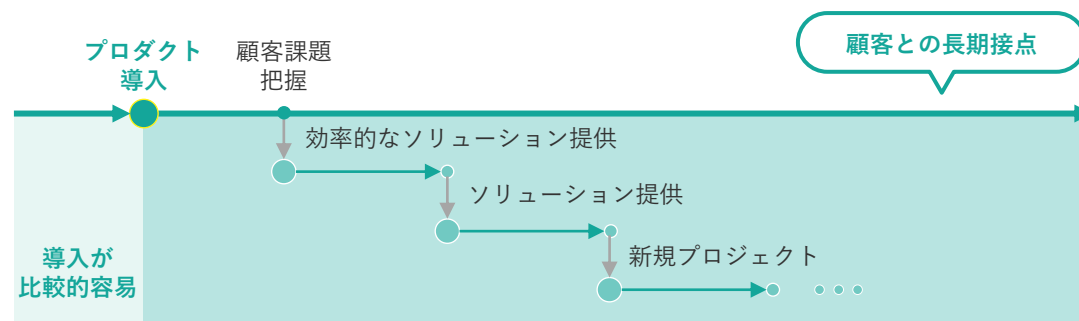 顧客との長期接点
プロダクト
導入
顧客課題
把握
効率的なソリューション提供
ソリューション提供
新規プロジェクト
導入が
比較的容易